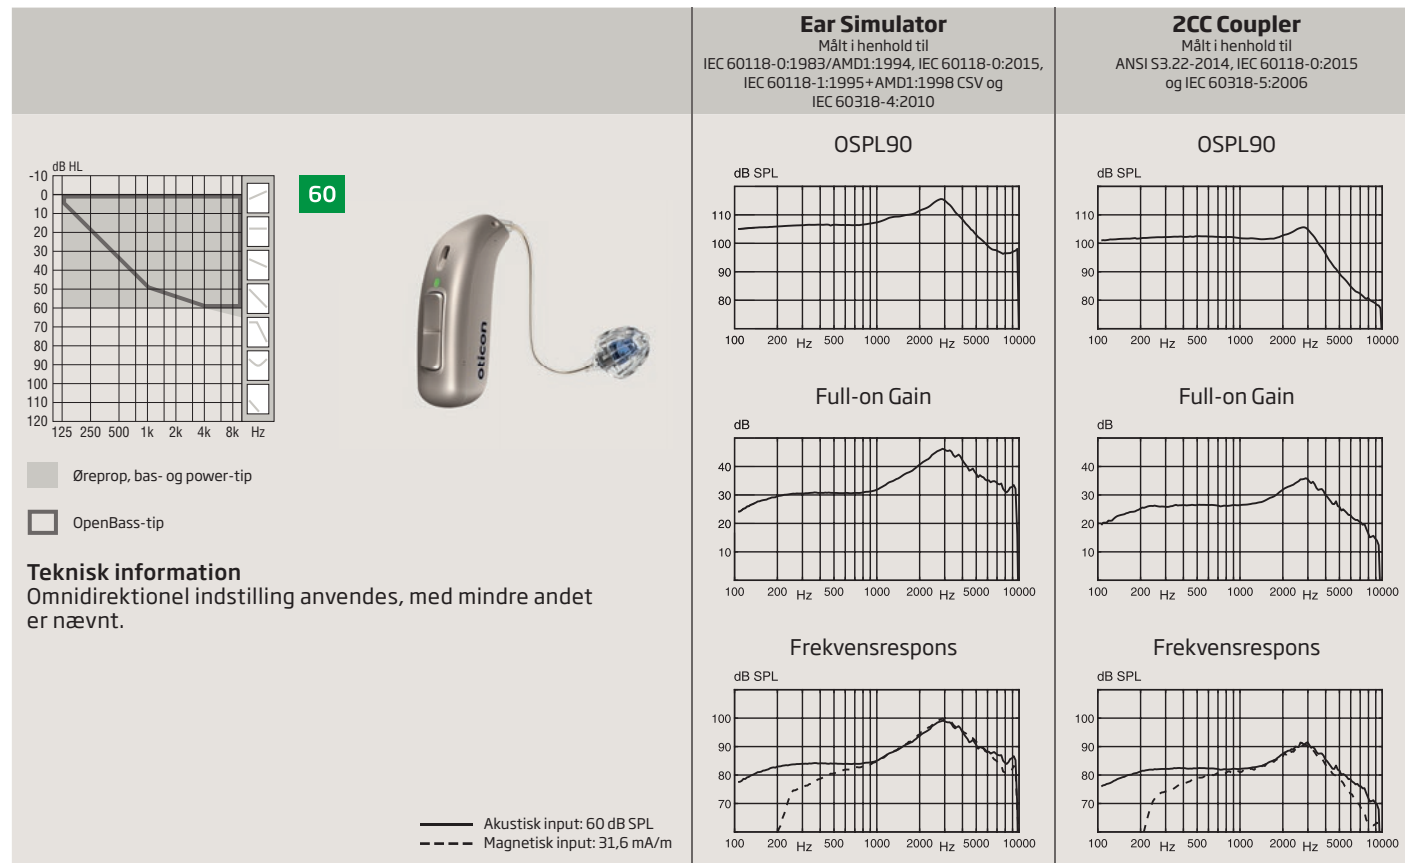 Ear Simulator
Målt i henhold til
IEC 60118-0:1983/AMD1:1994, IEC 60118-0:2015,
IEC 60118-1:1995+AMD1:1998 CSV og
IEC 60318-4:2010
2CC Coupler
Målt i henhold til
ANSI S3.22-2014, IEC 60118-0:2015
og IEC 60318-5:2006
dB HL
-10
0
10
20
30
40
50
60
70
80
90
100
110
120
125 250 500 1k 2k 4k 8k Hz
60
oticon
Øreprop, bas- og power-tip
OpenBass-tip
Teknisk information
Omnidirektionel indstilling anvendes, med mindre andet
er nævnt.
Akustisk input: 60 dB SPL
Magnetisk input: 31,6 mA/m
OSPL90
dB SPL
110
100
90
80
100 200 Hz 500 1000 2000 Hz 5000 10000
Full-on Gain
dB
40
30
20
10
100 200 Hz 500 1000 2000 Hz 5000 10000
Frekvensrespons
dB SPL
100
90
80
70
100 200 Hz 500 1000 2000 Hz 5000 10000
OSPL90
dB SPL
110
100
90
80
100 200 Hz 500 1000 2000 Hz 5000 10000
Full-on Gain
dB
40
30
20
10
100 200 Hz 500 1000 2000 Hz 5000 10000
Frekvensrespons
dB SPL
100
90
80
70
100 200 Hz 500 1000 2000 Hz 5000 10000